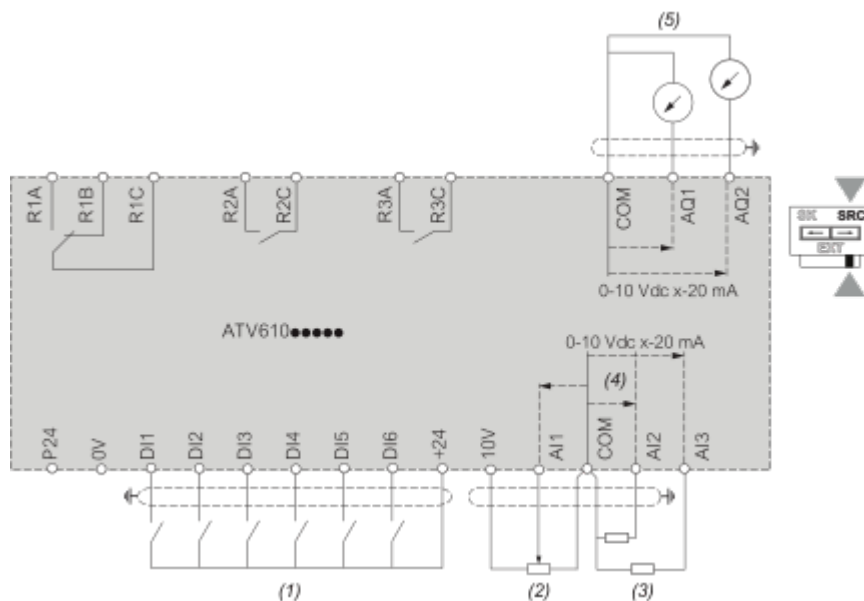 (5)
R1A R1B R1C R2A R2C R3A R3C COM AQ1 AQ2
SK SRC
EXT
0-10 Vdc x-20 mA
ATV610●●●●●
0-10 Vdc x-20 mA
(4)
P24 0V DI1 DI2 DI3 DI4 DI5 DI6 +24 10V AI1 COM AI2 AI3
(1) (2) (3)